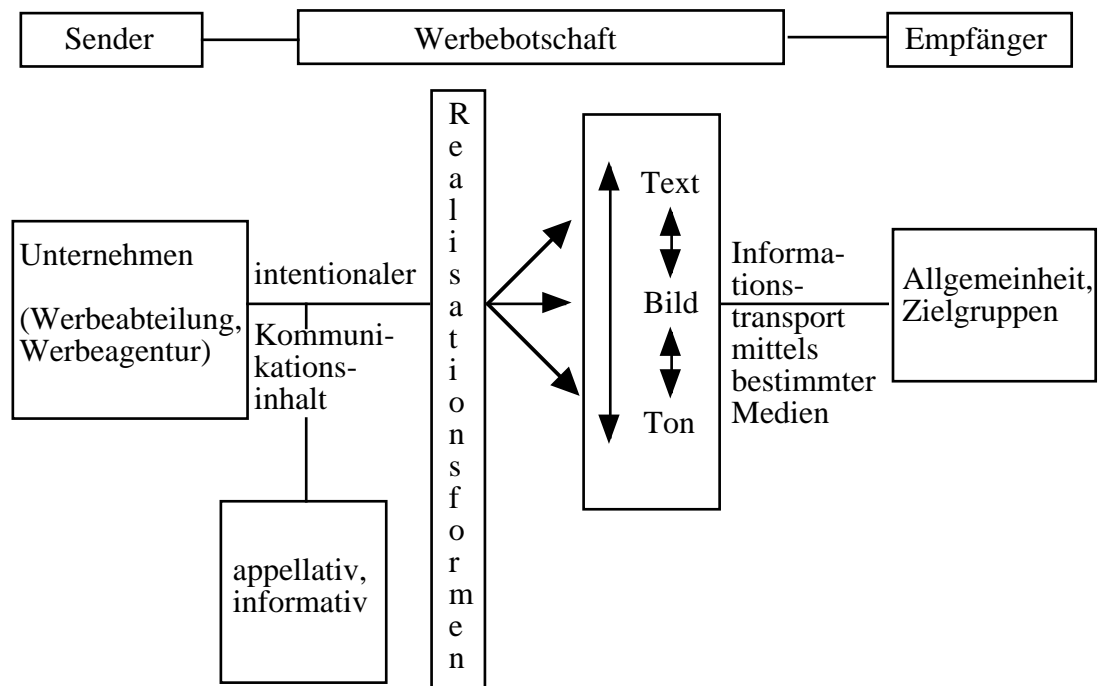 Sender
Werbebotschaft
Empfänger
Unternehmen
(Werbeabteilung,
Werbeagentur)
intentionaler
Kommuni-
kations-
inhalt
appellativ,
informativ
Realisationsformen
Text
Bild
Ton
Informa-
tions-
transport
mittels
bestimmter
Medien
Allgemeinheit,
Zielgruppen